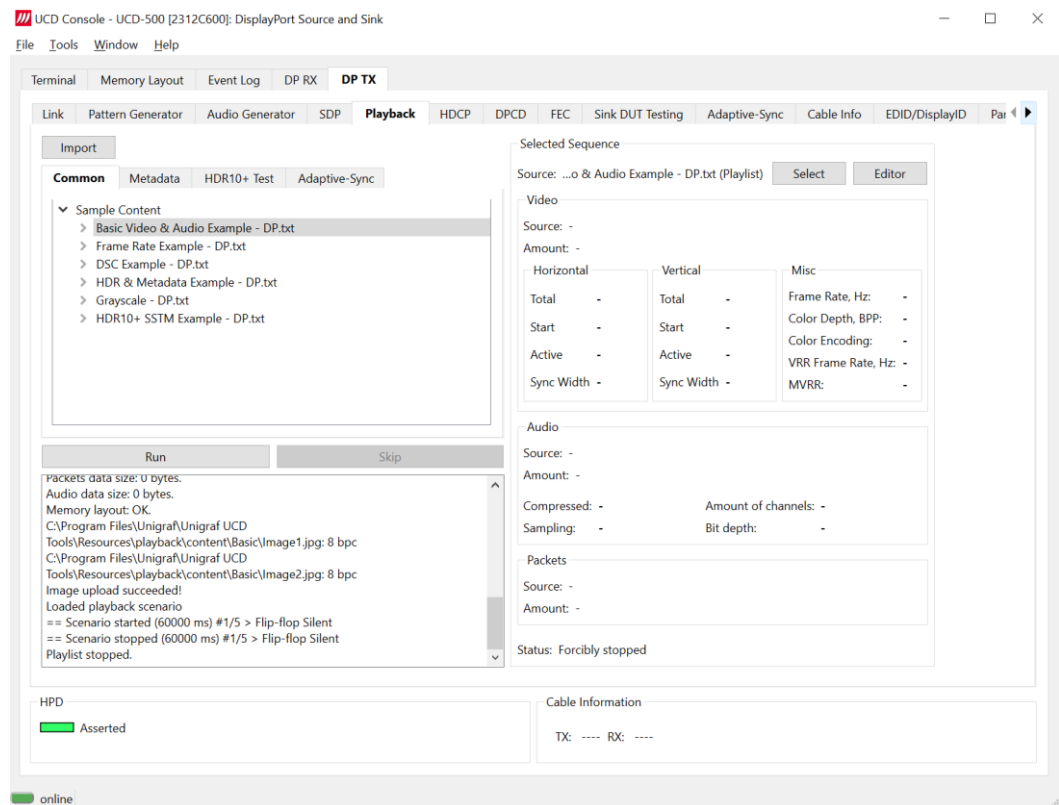 UCD Console - UCD-500 [2312C600]: DisplayPort Source and Sink
File Tools Window Help
Terminal Memory Layout Event Log DP RX DP TX
Link Pattern Generator Audio Generator SDP Playback HDCP DPCD FEC Sink DUT Testing Adaptive-Sync Cable Info EDID/DisplayID Par
Import
Common Metadata HDR10+ Test Adaptive-Sync
Sample Content
Basic Video & Audio Example - DP.txt
Frame Rate Example - DP.txt
DSC Example - DP.txt
HDR & Metadata Example - DP.txt
Grayscale - DP.txt
HDR10+ SSTM Example - DP.txt
Run Skip
Packets data size: 0 bytes.
Audio data size: 0 bytes.
Memory layout: OK.
C:\Program Files\Unigraf\Unigraf UCD
Tools\Resources\playback\content\Basic\Image1.jpg: 8 bpc
C:\Program Files\Unigraf\Unigraf UCD
Tools\Resources\playback\content\Basic\Image2.jpg: 8 bpc
Image upload succeeded!
Loaded playback scenario
== Scenario started (60000 ms) #1/5 > Flip-flop Silent
== Scenario stopped (60000 ms) #1/5 > Flip-flop Silent
Playlist stopped.
Selected Sequence
Source: ...o & Audio Example - DP.txt (Playlist) Select Editor
Video
Source: -
Amount: -
Horizontal
Total -
Start -
Active -
Sync Width -
Vertical
Total -
Start -
Active -
Sync Width -
Misc
Frame Rate, Hz: -
Color Depth, BPP: -
Color Encoding: -
VRR Frame Rate, Hz: -
MVRR: -
Audio
Source: -
Amount: -
Compressed: - Amount of channels: -
Sampling: - Bit depth: -
Packets
Source: -
Amount: -
Status: Forcibly stopped
HPD
Asserted
Cable Information
TX: ---- RX: ----
online